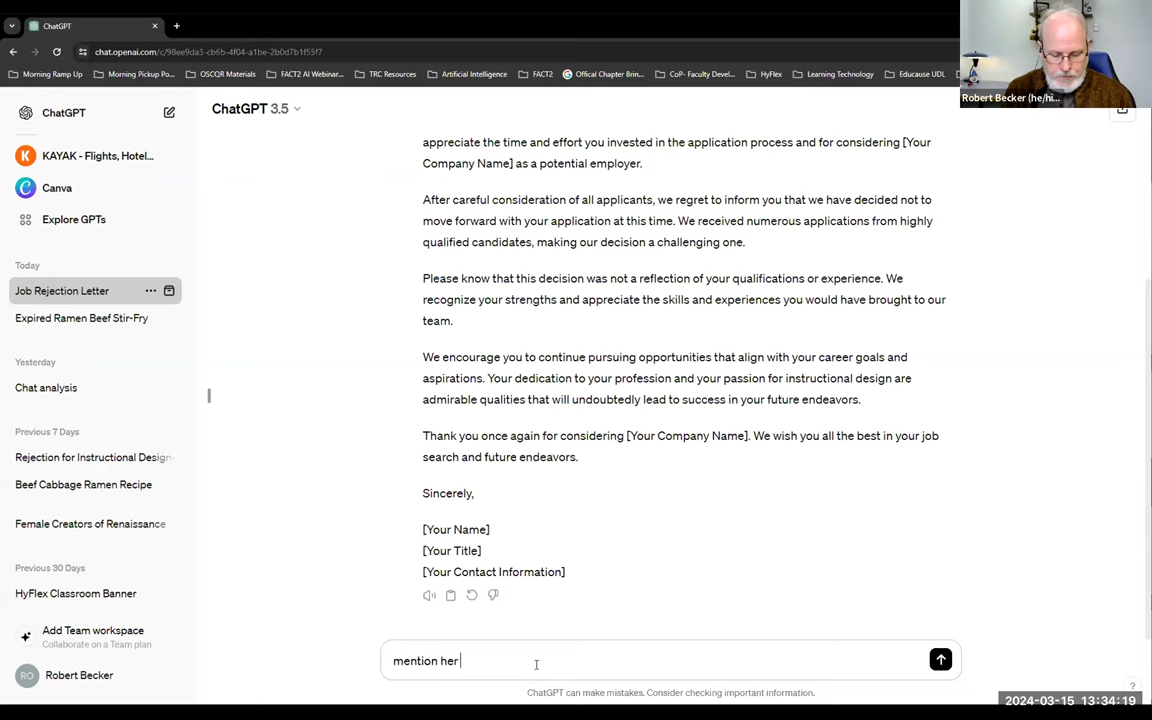 ChatGPT
chat.openai.com/c/98ee9da3-cb6b-4f04-a1be-2b0d7b1f55f7
Morning Ramp Up
Morning Pickup Po...
OSCQR Materials
FACT2 AI Webinar...
TRC Resources
Artificial Intelligence
FACT2
Offical Chapter Brin...
CoP- Faculty Devel...
HyFlex
Learning Technology
Educause UDL
Robert Becker (he/hi...
ChatGPT
KAYAK - Flights, Hotel...
Canva
Explore GPTs
Today
Job Rejection Letter
Expired Ramen Beef Stir-Fry
Yesterday
Chat analysis
Previous 7 Days
Rejection for Instructional Design
Beef Cabbage Ramen Recipe
Female Creators of Renaissance
Previous 30 Days
HyFlex Classroom Banner
Add Team workspace
Collaborate on a Team plan
RO
Robert Becker
ChatGPT 3.5
appreciate the time and effort you invested in the application process and for considering [Your
Company Name] as a potential employer.
After careful consideration of all applicants, we regret to inform you that we have decided not to
move forward with your application at this time. We received numerous applications from highly
qualified candidates, making our decision a challenging one.
Please know that this decision was not a reflection of your qualifications or experience. We
recognize your strengths and appreciate the skills and experiences you would have brought to our
team.
We encourage you to continue pursuing opportunities that align with your career goals and
aspirations. Your dedication to your profession and your passion for instructional design are
admirable qualities that will undoubtedly lead to success in your future endeavors.
Thank you once again for considering [Your Company Name]. We wish you all the best in your job
search and future endeavors.
Sincerely,
[Your Name]
[Your Title]
[Your Contact Information]
mention her
ChatGPT can make mistakes. Consider checking important information.
?
2024-03-15 13:34:19